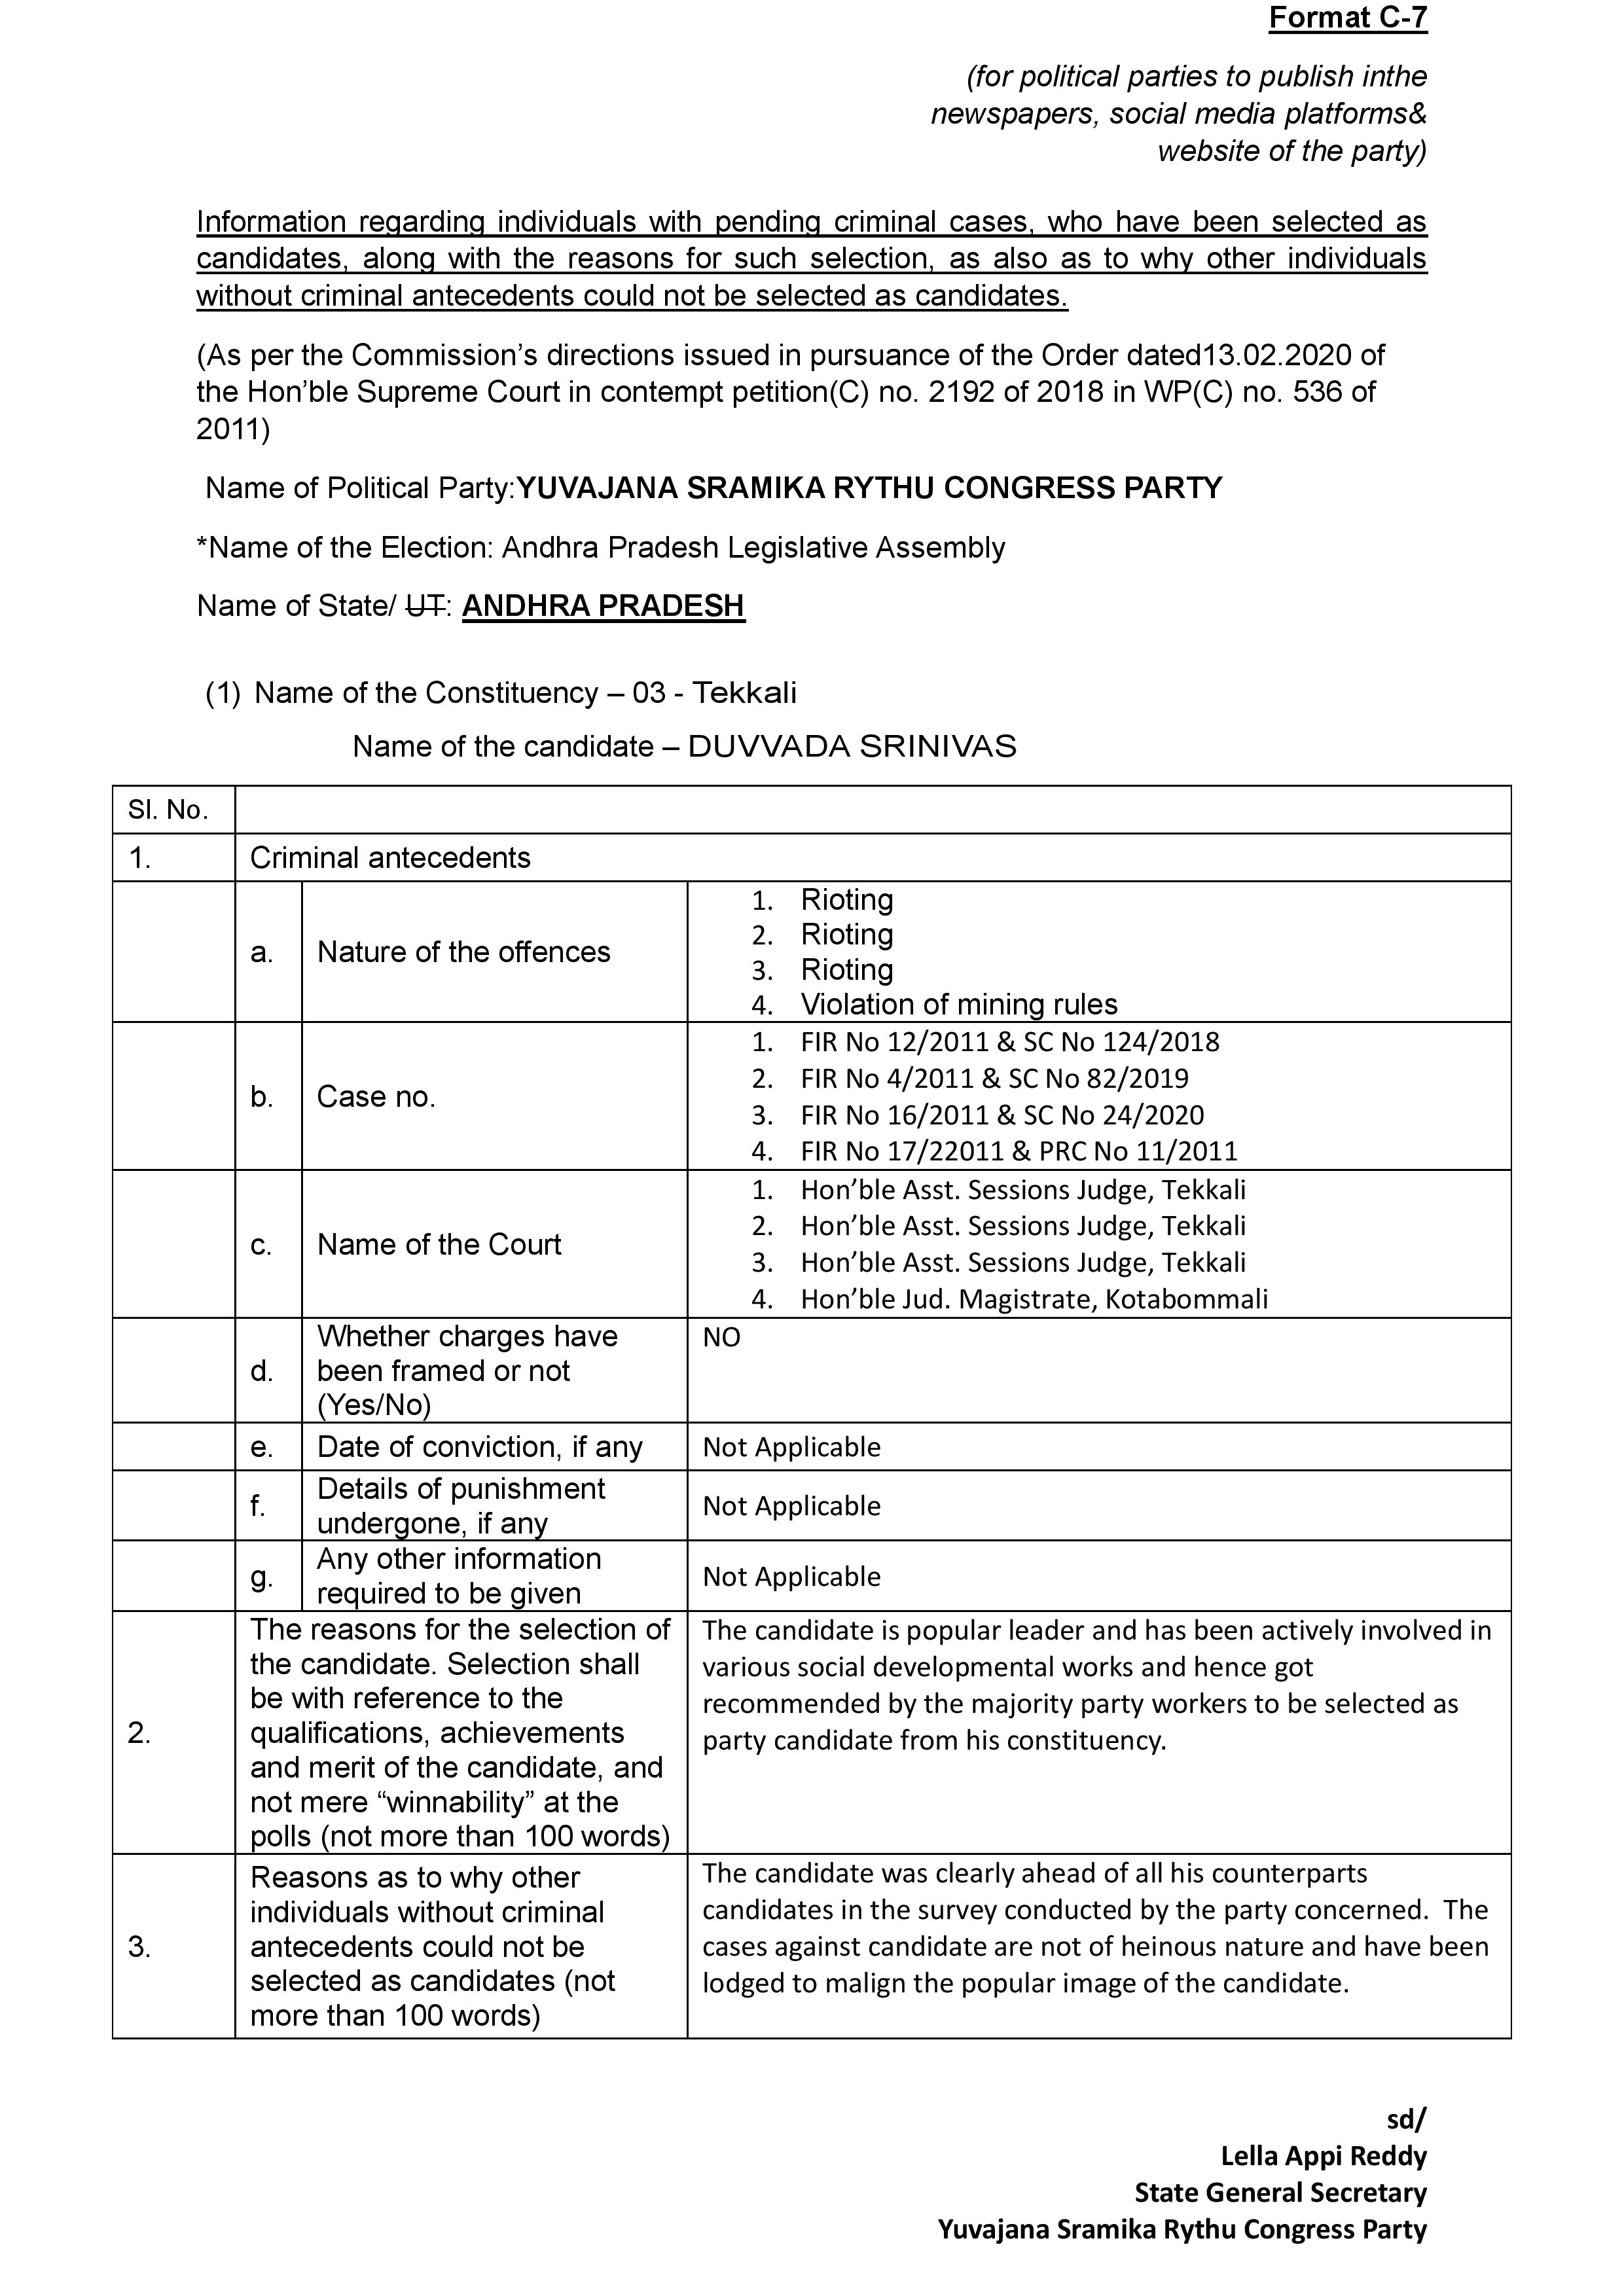 Format C-7
(for political parties to publish inthe
newspapers, social media platforms&
website of the party)
Information regarding individuals with pending criminal cases, who have been selected as
candidates, along with the reasons for such selection, as also as to why other individuals
without criminal antecedents could not be selected as candidates.
(As per the Commission’s directions issued in pursuance of the Order dated13.02.2020 of
the Hon’ble Supreme Court in contempt petition(C) no. 2192 of 2018 in WP(C) no. 536 of
2011)
Name of Political Party:YUVAJANA SRAMIKA RYTHU CONGRESS PARTY
*Name of the Election: Andhra Pradesh Legislative Assembly
Name of State/ UT: ANDHRA PRADESH
(1) Name of the Constituency – 03 - Tekkali
Name of the candidate – DUVVADA SRINIVAS
Sl. No.
1. Criminal antecedents
a. Nature of the offences
1. Rioting
2. Rioting
3. Rioting
4. Violation of mining rules
b. Case no.
1. FIR No 12/2011 & SC No 124/2018
2. FIR No 4/2011 & SC No 82/2019
3. FIR No 16/2011 & SC No 24/2020
4. FIR No 17/22011 & PRC No 11/2011
c. Name of the Court
1. Hon’ble Asst. Sessions Judge, Tekkali
2. Hon’ble Asst. Sessions Judge, Tekkali
3. Hon’ble Asst. Sessions Judge, Tekkali
4. Hon’ble Jud. Magistrate, Kotabommali
d. Whether charges have
been framed or not
(Yes/No)
NO
e. Date of conviction, if any
Not Applicable
f. Details of punishment
undergone, if any
Not Applicable
g. Any other information
required to be given
Not Applicable
2.
The reasons for the selection of
the candidate. Selection shall
be with reference to the
qualifications, achievements
and merit of the candidate, and
not mere “winnability” at the
polls (not more than 100 words)
The candidate is popular leader and has been actively involved in
various social developmental works and hence got
recommended by the majority party workers to be selected as
party candidate from his constituency.
3.
Reasons as to why other
individuals without criminal
antecedents could not be
selected as candidates (not
more than 100 words)
The candidate was clearly ahead of all his counterparts
candidates in the survey conducted by the party concerned. The
cases against candidate are not of heinous nature and have been
lodged to malign the popular image of the candidate.
sd/
Lella Appi Reddy
State General Secretary
Yuvajana Sramika Rythu Congress Party